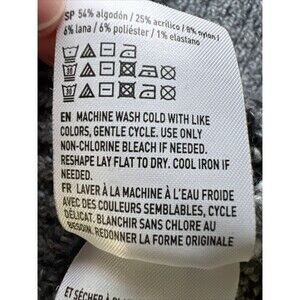 SP 54% algodón / 25% acrílico / 8% nylon /
6% lana / 6% poliéster / 1% elastano
EN MACHINE WASH COLD WITH LIKE
COLORS, GENTLE CYCLE. USE ONLY
NON-CHLORINE BLEACH IF NEEDED.
RESHAPE LAY FLAT TO DRY. COOL IRON IF
NEEDED.
FR LAVER À LA MACHINE À L'EAU FROIDE
AVEC DES COULEURS SEMBLABLES, CYCLE
DÉLICAT. BLANCHIR SANS CHLORE AU
BESOIN. REDONNER LA FORME ORIGINALE
ET SÉCHER À